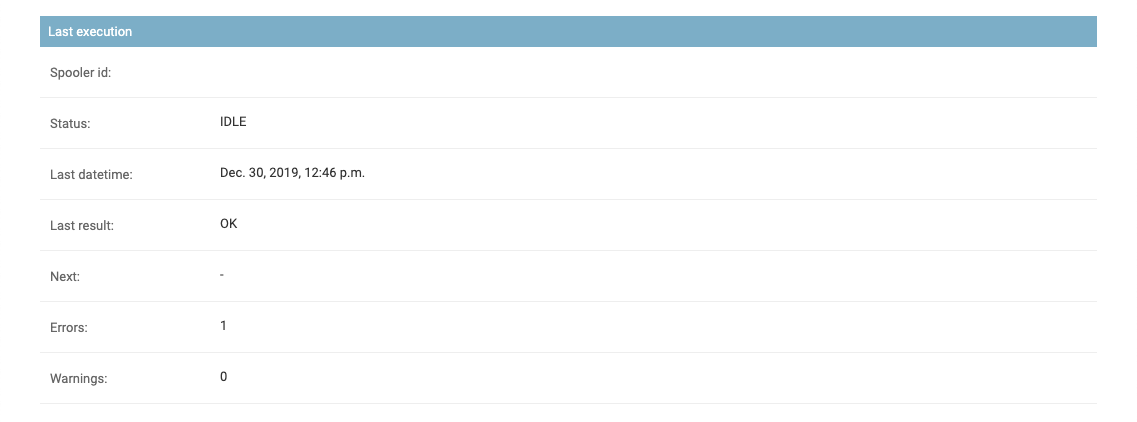 Last execution
Spooler id:
Status: IDLE
Last datetime: Dec. 30, 2019, 12:46 p.m.
Last result: OK
Next: -
Errors: 1
Warnings: 0